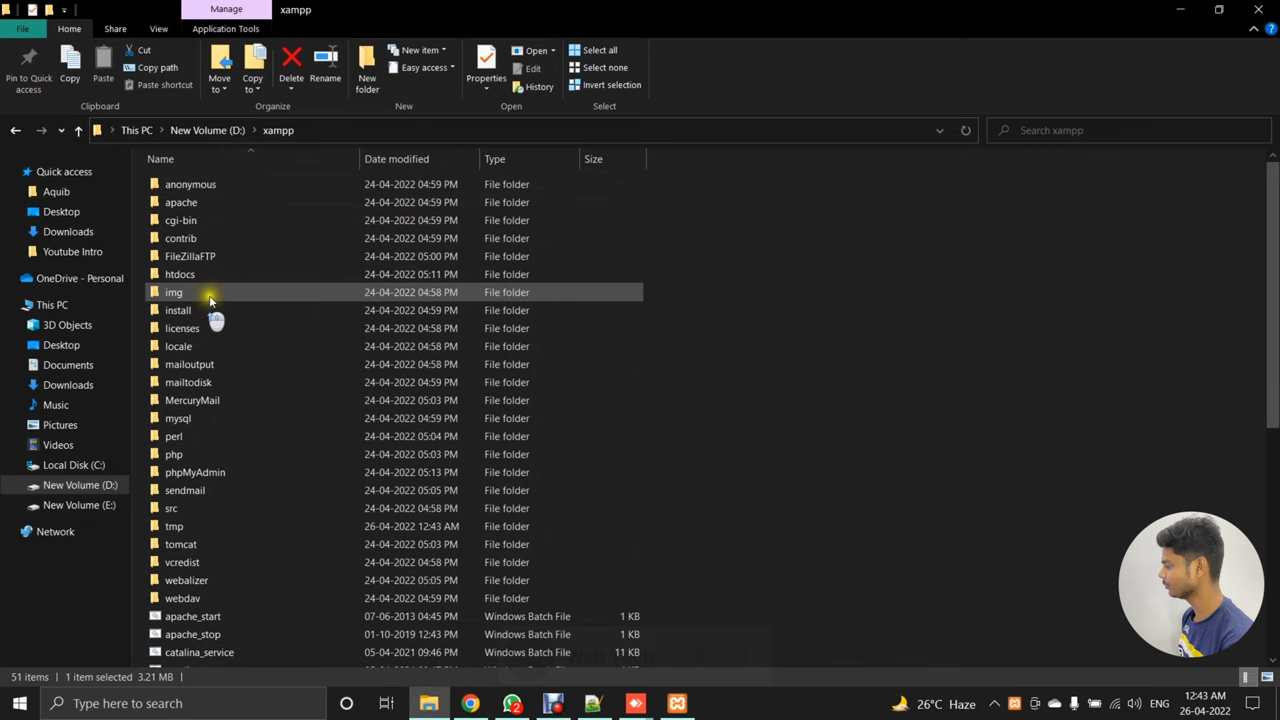 Manage
xampp
File
Home
Share
View
Application Tools
Pin to Quick access
Copy
Paste
Cut
Copy path
Paste shortcut
Clipboard
Move to
Copy to
Delete
Rename
Organize
New folder
New item
Easy access
New
Properties
Open
Edit
History
Open
Select all
Select none
Invert selection
Select
This PC
New Volume (D:)
xampp
Search xampp
Name
Date modified
Type
Size
Quick access
Aquib
Desktop
Downloads
Youtube Intro
OneDrive - Personal
This PC
3D Objects
Desktop
Documents
Downloads
Music
Pictures
Videos
Local Disk (C:)
New Volume (D:)
New Volume (E:)
Network
anonymous 24-04-2022 04:59 PM File folder
apache 24-04-2022 04:59 PM File folder
cgi-bin 24-04-2022 04:59 PM File folder
contrib 24-04-2022 04:59 PM File folder
FileZillaFTP 24-04-2022 05:00 PM File folder
htdocs 24-04-2022 05:11 PM File folder
img 24-04-2022 04:58 PM File folder
install 24-04-2022 04:59 PM File folder
licenses 24-04-2022 04:58 PM File folder
locale 24-04-2022 04:58 PM File folder
mailoutput 24-04-2022 04:58 PM File folder
mailtodisk 24-04-2022 04:59 PM File folder
MercuryMail 24-04-2022 05:03 PM File folder
mysql 24-04-2022 04:59 PM File folder
perl 24-04-2022 05:04 PM File folder
php 24-04-2022 05:03 PM File folder
phpMyAdmin 24-04-2022 05:13 PM File folder
sendmail 24-04-2022 05:05 PM File folder
src 24-04-2022 04:58 PM File folder
tmp 26-04-2022 12:43 AM File folder
tomcat 24-04-2022 05:03 PM File folder
vcredist 24-04-2022 04:58 PM File folder
webalizer 24-04-2022 05:05 PM File folder
webdav 24-04-2022 04:59 PM File folder
apache_start 07-06-2013 04:45 PM Windows Batch File 1 KB
apache_stop 01-10-2019 12:43 PM Windows Batch File 1 KB
catalina_service 05-04-2021 09:46 PM Windows Batch File 11 KB
51 items
1 item selected 3.21 MB
Type here to search
2
26°C Haze
ENG
12:43 AM
26-04-2022